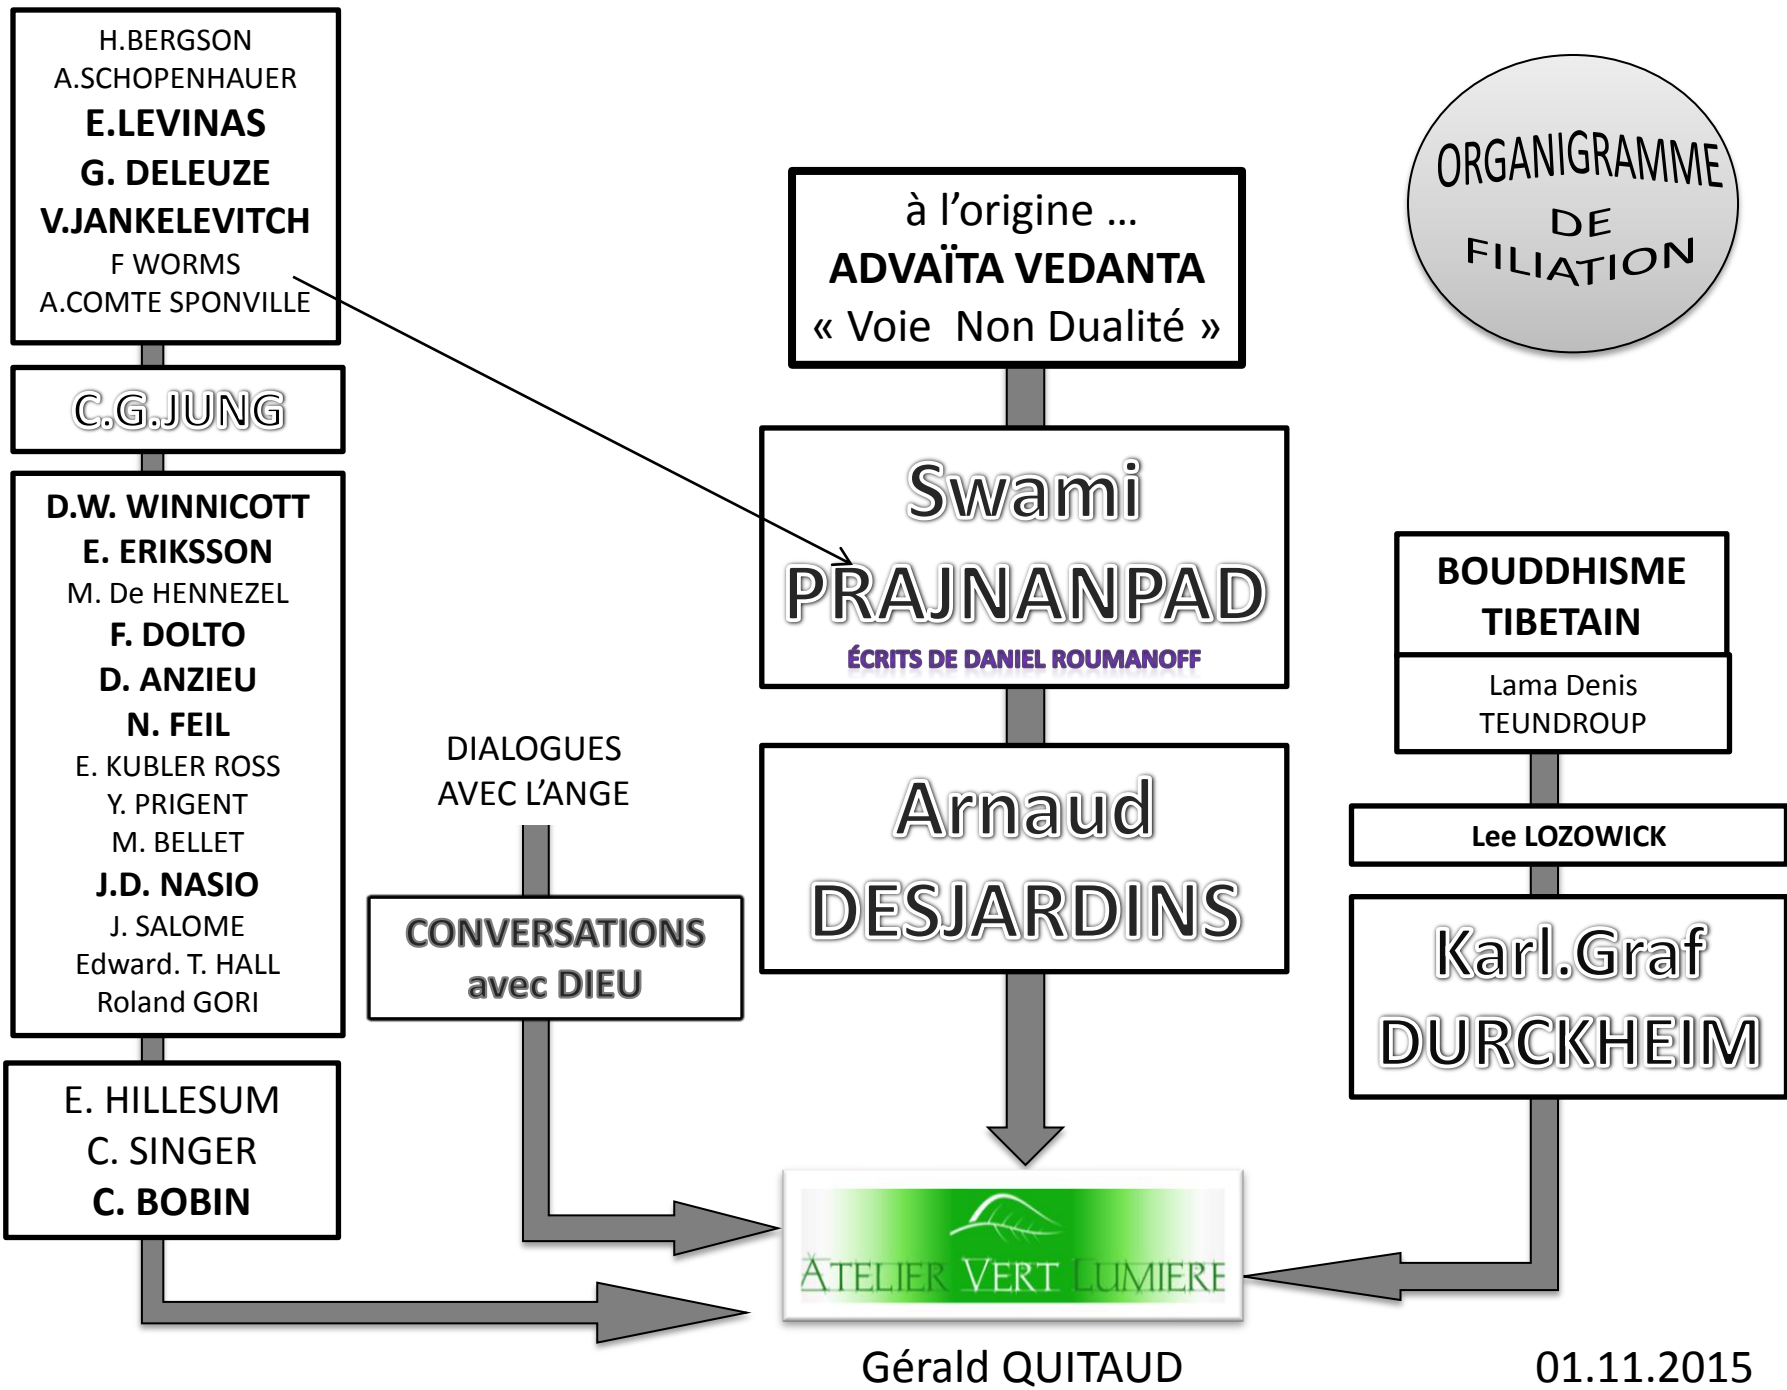 H.BERGSON
A.SCHOPENHAUER
E.LEVINAS
G. DELEUZE
V.JANKELEVITCH
F WORMS
A.COMTE SPONVILLE
C.G.JUNG
D.W. WINNICOTT
E. ERIKSSON
M. De HENNEZEL
F. DOLTO
D. ANZIEU
N. FEIL
E. KUBLER ROSS
Y. PRIGENT
M. BELLET
J.D. NASIO
J. SALOME
Edward. T. HALL
Roland GORI
E. HILLESUM
C. SINGER
C. BOBIN
DIALOGUES
AVEC L’ANGE
CONVERSATIONS
avec DIEU
à l’origine …
ADVAÏTA VEDANTA
« Voie Non Dualité »
Swami
PRAJNANPAD
ÉCRITS DE DANIEL ROUMANOFF
Arnaud
DESJARDINS
ATELIER VERT LUMIERE
Gérald QUITAUD
ORGANIGRAMME
DE
FILIATION
BOUDDHISME
TIBETAIN
Lama Denis
TEUNDROUP
Lee LOZOWICK
Karl.Graf
DURCKHEIM
01.11.2015